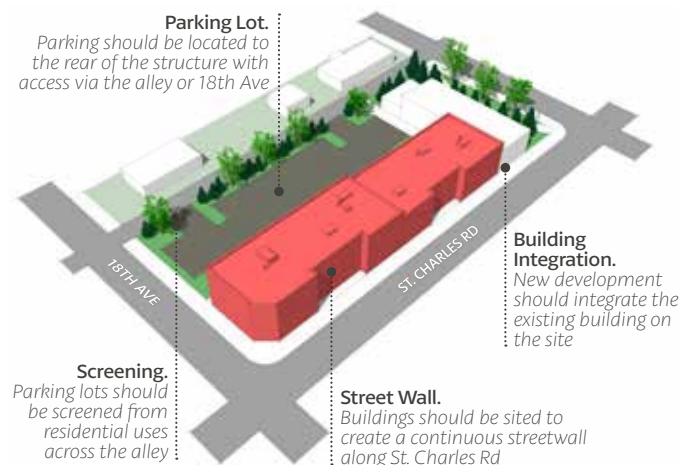 Parking Lot.
Parking should be located to
the rear of the structure with
access via the alley or 18th Ave
18TH AVE
ST. CHARLES RD
Building
Integration.
New development
should integrate the
existing building on
the site
Screening.
Parking lots should
be screened from
residential uses
across the alley
Street Wall.
Buildings should be sited to
create a continuous streetwall
along St. Charles Rd